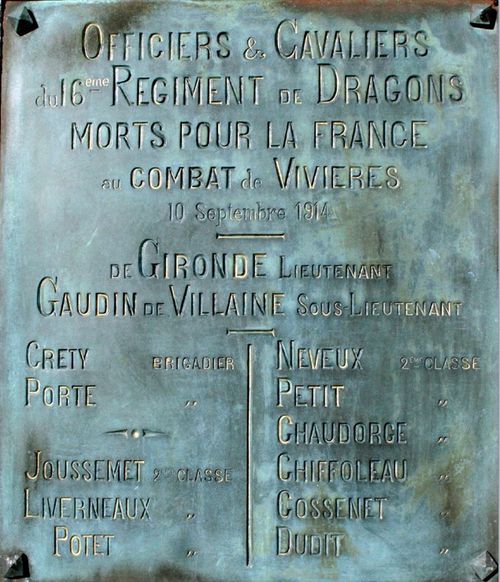 OFFICIERS & CAVALIERS
du 16ème REGIMENT DE DRAGONS
MORTS POUR LA FRANCE
au COMBAT de VIVIERES
10 Septembre 1914
DE GIRONDE LIEUTENANT
GAUDIN DE VILLAINE SOUS-LIEUTENANT
CRETY BRIGADIER
PORTE „
JOUSSEMET 2ème CLASSE
LIVERNEAUX „
POTET „
NEVEUX 2ème CLASSE
PETIT „
CHAUDORGE „
CHIFFOLEAU „
GOSSENET „
DUDIT „